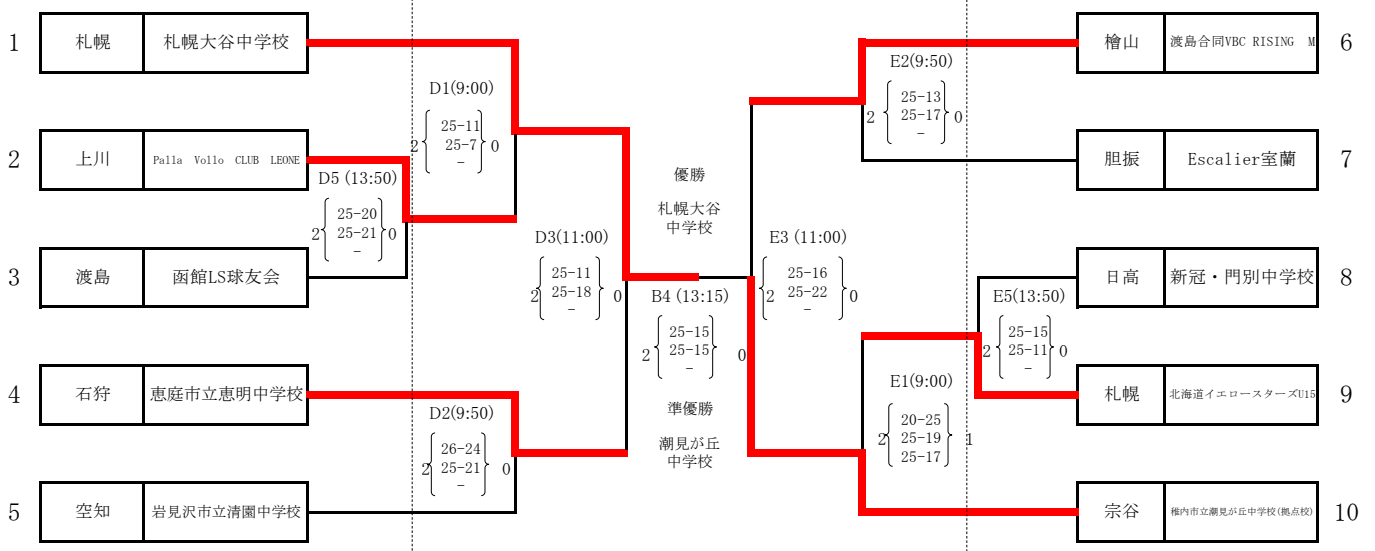 1 札幌 札幌大谷中学校
2 上川 Palla Vollo CLUB LEONE
3 渡島 函館LS球友会
4 石狩 恵庭市立恵明中学校
5 空知 岩見沢市立清園中学校
D5 (13:50)
2 25-20 0
25-21
-
D1(9:00)
2 25-11 0
25-7
-
D2(9:50)
2 26-24 0
25-21
-
D3(11:00)
2 25-11 0
25-18
-
優勝
札幌大谷
中学校
B4 (13:15)
2 25-15 0
25-15
-
準優勝
潮見が丘
中学校
E3 (11:00)
2 25-16 0
25-22
-
E2(9:50)
2 25-13 0
25-17
-
E1(9:00)
2 20-25 1
25-19
25-17
E5(13:50)
2 25-15 0
25-11
-
檜山 渡島合同VBC RISING M 6
胆振 Escalier室蘭 7
日高 新冠・門別中学校 8
札幌 北海道イエロースターズU15 9
宗谷 稚内市立潮見が丘中学校(拠点校) 10